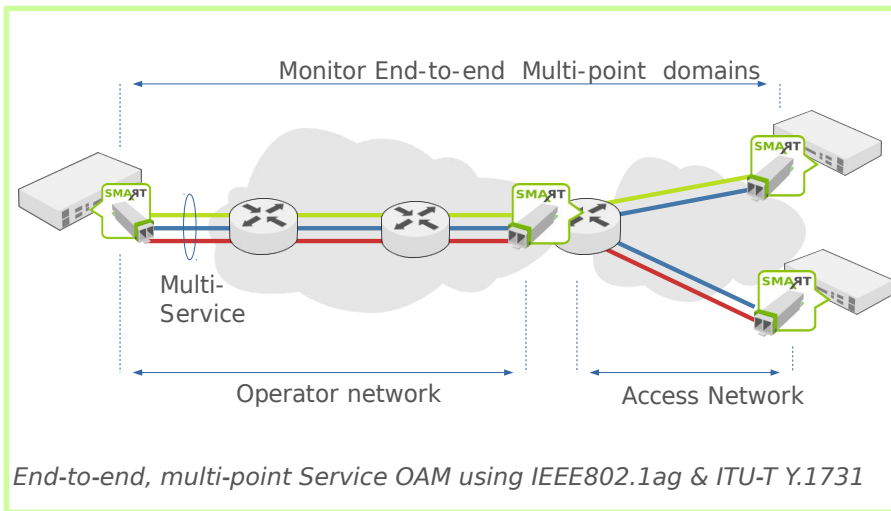 Monitor End-to-end Multi-point domains
SMART
SMART
SMART
Multi-
Service
SMART
Operator network
Access Network
End-to-end, multi-point Service OAM using IEEE802.1ag & ITU-T Y.1731